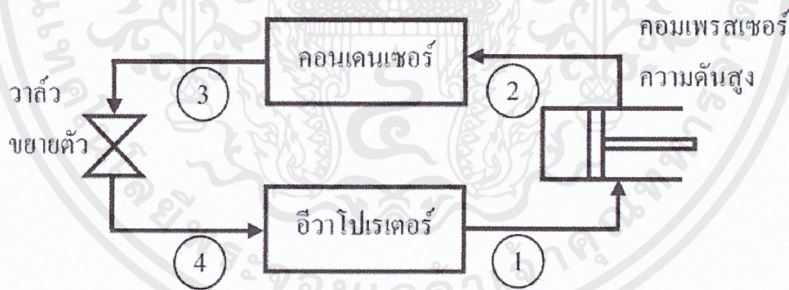 คอมเพรสเซอร์
ความดันสูง
คอนเดนเซอร์
วาล์ว
ขยายตัว
3
2
อีวาโปเรเตอร์
4
1